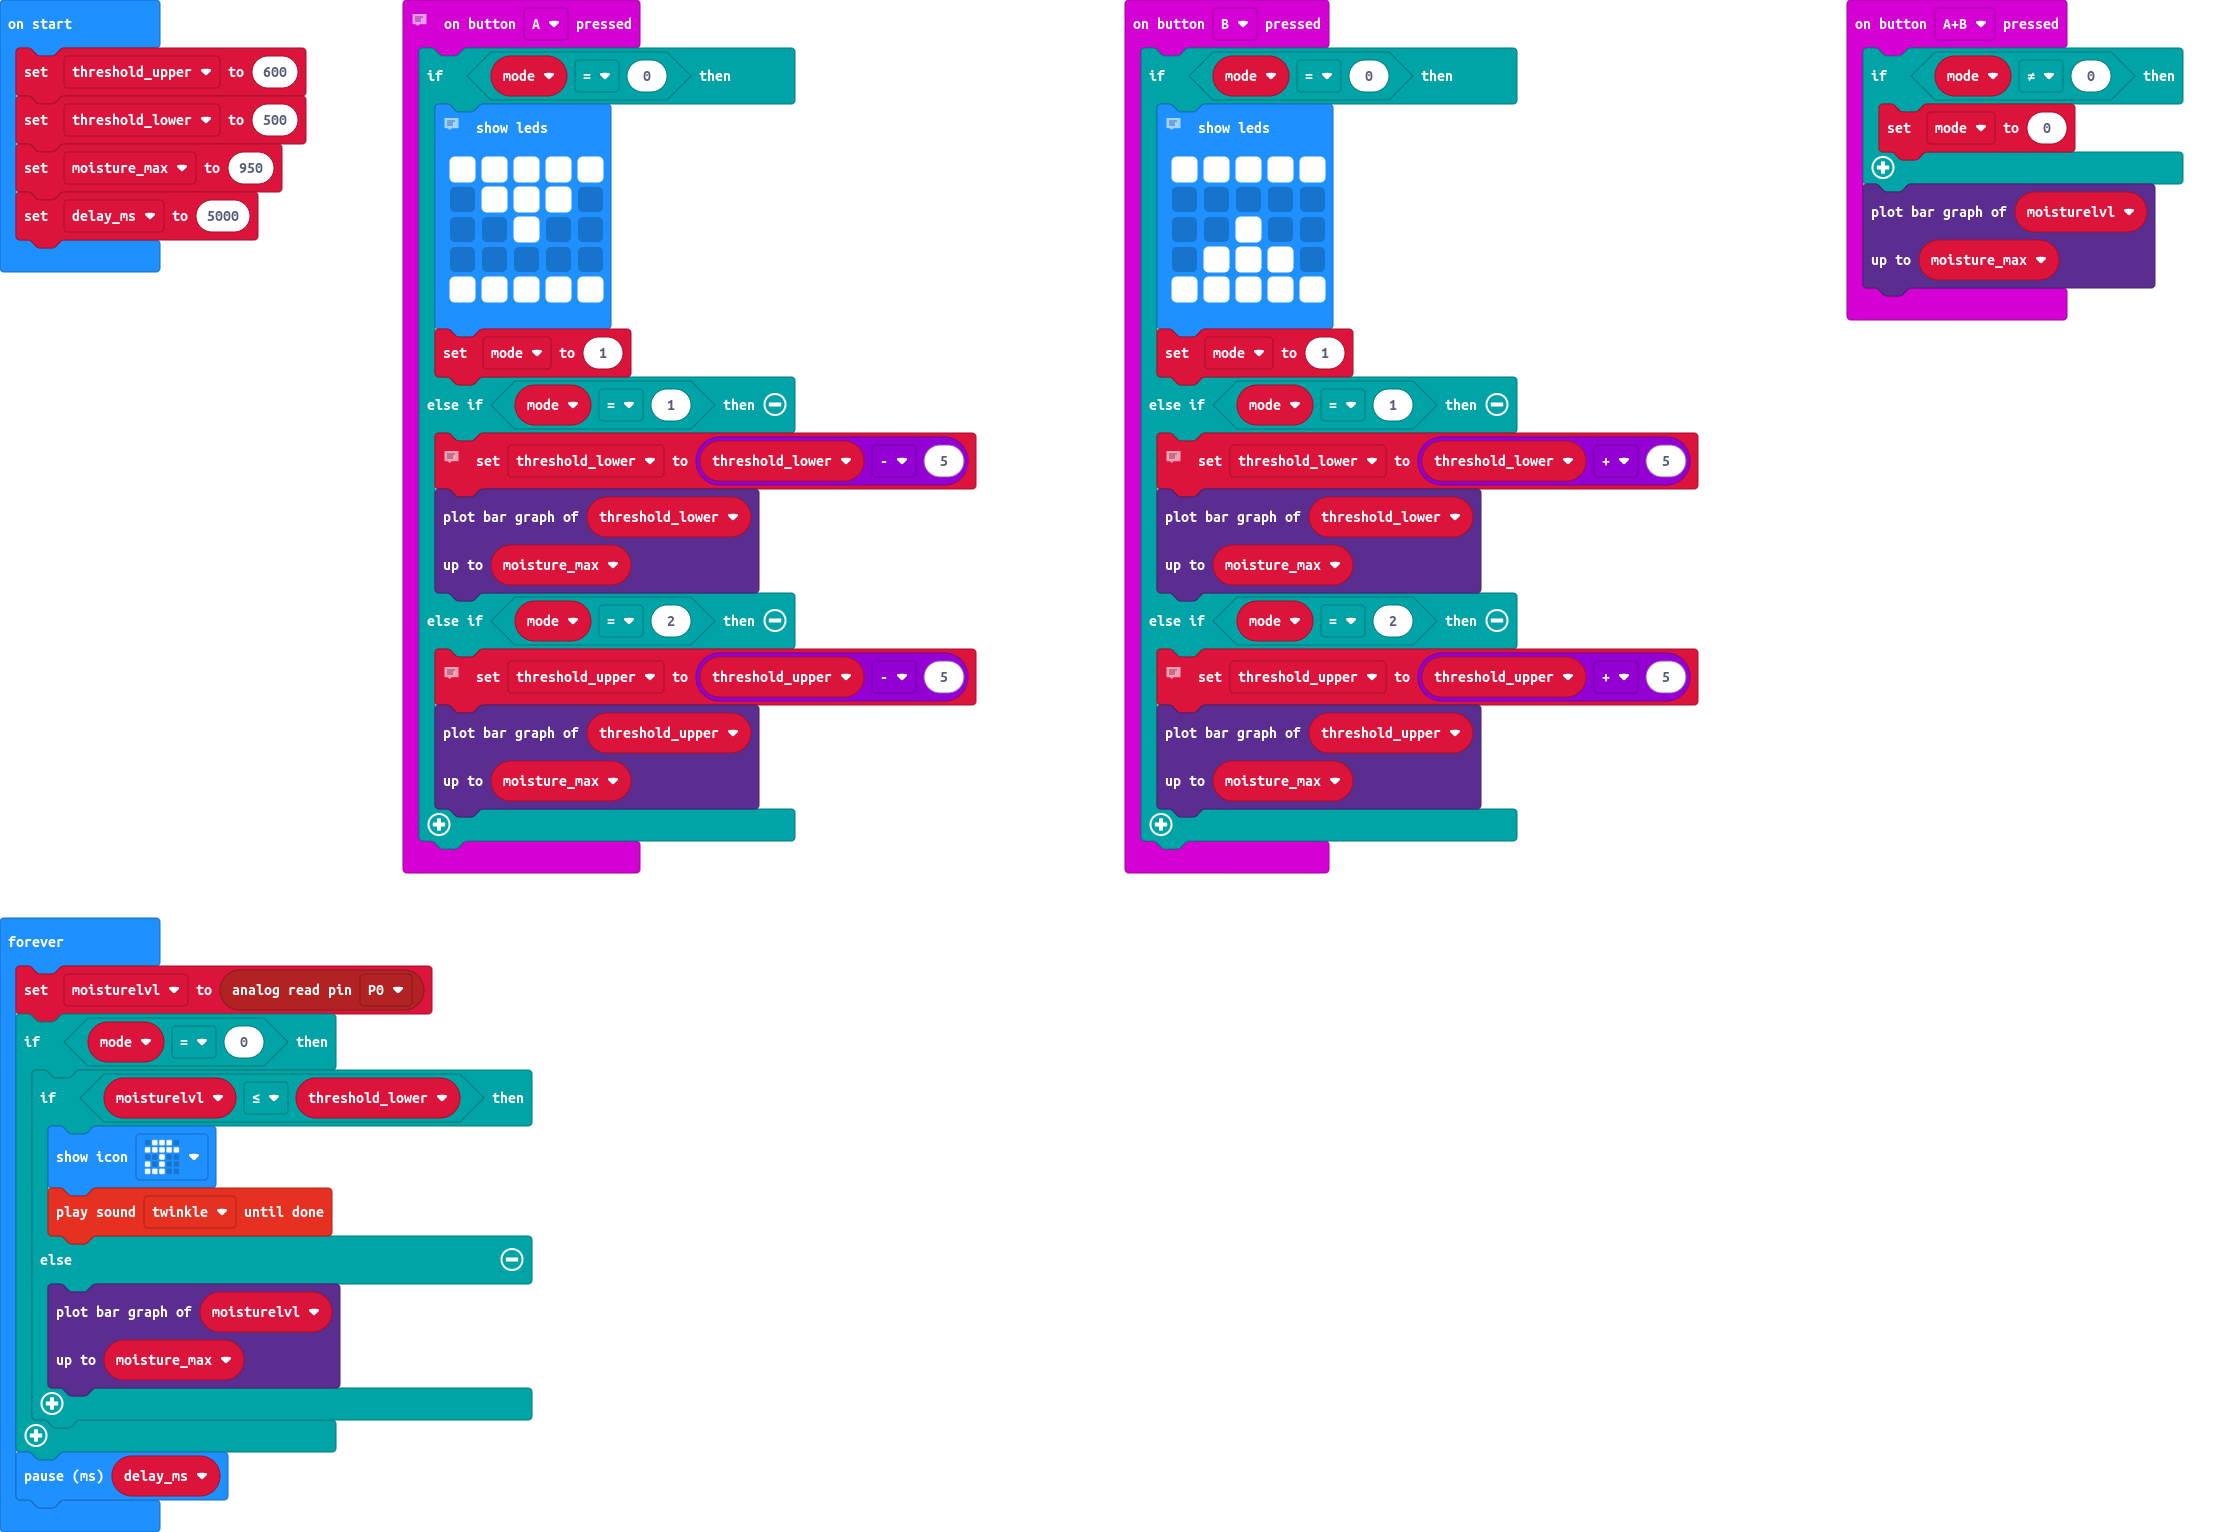 on start
set threshold_upper to 600
set threshold_lower to 500
set moisture_max to 950
set delay_ms to 5000
on button A pressed
if mode = 0 then
show leds
set mode to 1
else if mode = 1 then
set threshold_lower to threshold_lower - 5
plot bar graph of threshold_lower
up to moisture_max
else if mode = 2 then
set threshold_upper to threshold_upper - 5
plot bar graph of threshold_upper
up to moisture_max
on button B pressed
if mode = 0 then
show leds
set mode to 1
else if mode = 1 then
set threshold_lower to threshold_lower + 5
plot bar graph of threshold_lower
up to moisture_max
else if mode = 2 then
set threshold_upper to threshold_upper + 5
plot bar graph of threshold_upper
up to moisture_max
on button A+B pressed
if mode ≠ 0 then
set mode to 0
plot bar graph of moisturelvl
up to moisture_max
forever
set moisturelvl to analog read pin P0
if mode = 0 then
if moisturelvl ≤ threshold_lower then
show icon
play sound twinkle until done
else
plot bar graph of moisturelvl
up to moisture_max
pause (ms) delay_ms